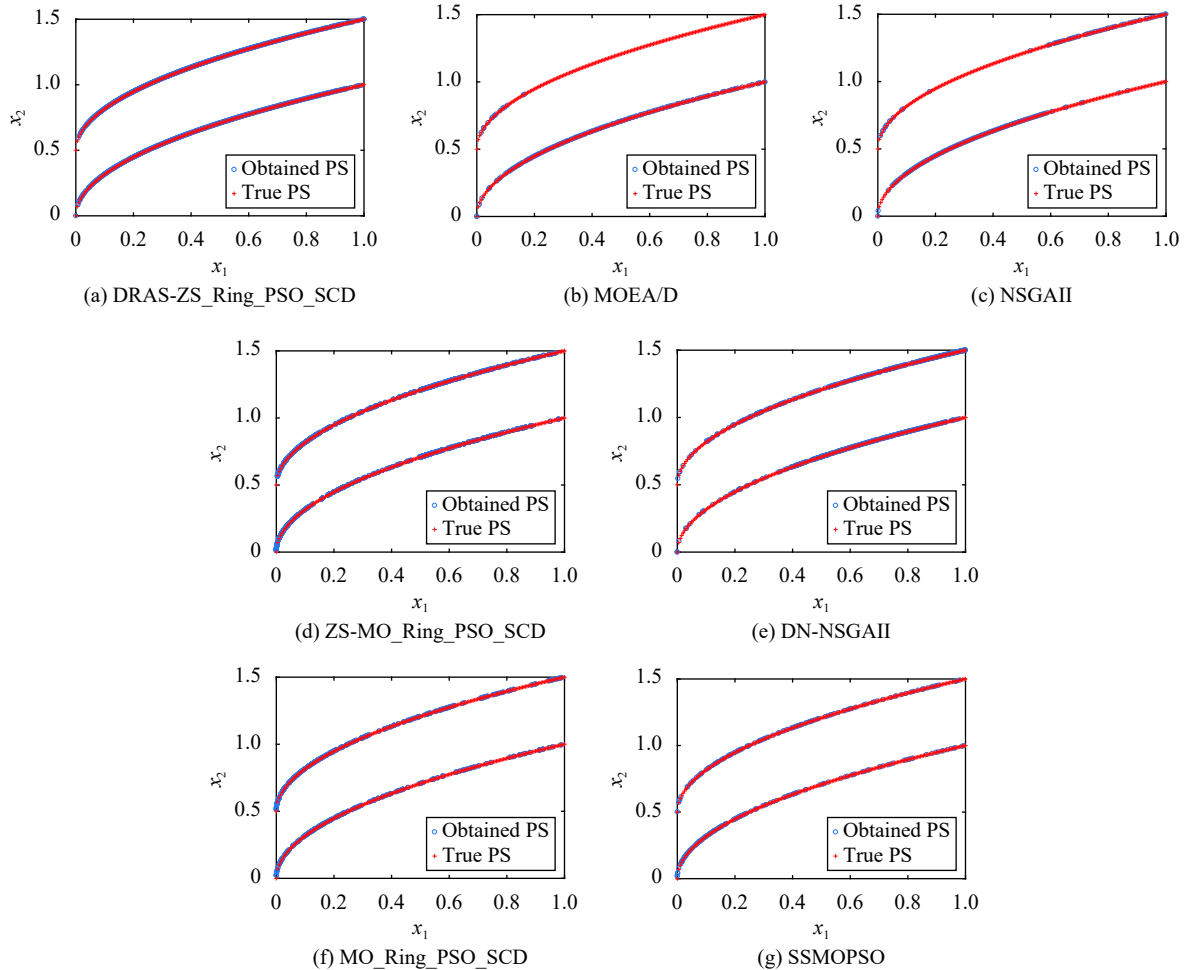 1.5
1.0
0.5
0
x2
Obtained PS
True PS
0 0.2 0.4 0.6 0.8 1.0
x1
(a) DRAS-ZS_Ring_PSO_SCD
1.5
1.0
0.5
0
x2
Obtained PS
True PS
0 0.2 0.4 0.6 0.8 1.0
x1
(b) MOEA/D
1.5
1.0
0.5
0
x2
Obtained PS
True PS
0 0.2 0.4 0.6 0.8 1.0
x1
(c) NSGAII
1.5
1.0
0.5
0
x2
Obtained PS
True PS
0 0.2 0.4 0.6 0.8 1.0
x1
(d) ZS-MO_Ring_PSO_SCD
1.5
1.0
0.5
0
x2
Obtained PS
True PS
0 0.2 0.4 0.6 0.8 1.0
x1
(e) DN-NSGAII
1.5
1.0
0.5
0
x2
Obtained PS
True PS
0 0.2 0.4 0.6 0.8 1.0
x1
(f) MO_Ring_PSO_SCD
1.5
1.0
0.5
0
x2
Obtained PS
True PS
0 0.2 0.4 0.6 0.8 1.0
x1
(g) SSMOPSO